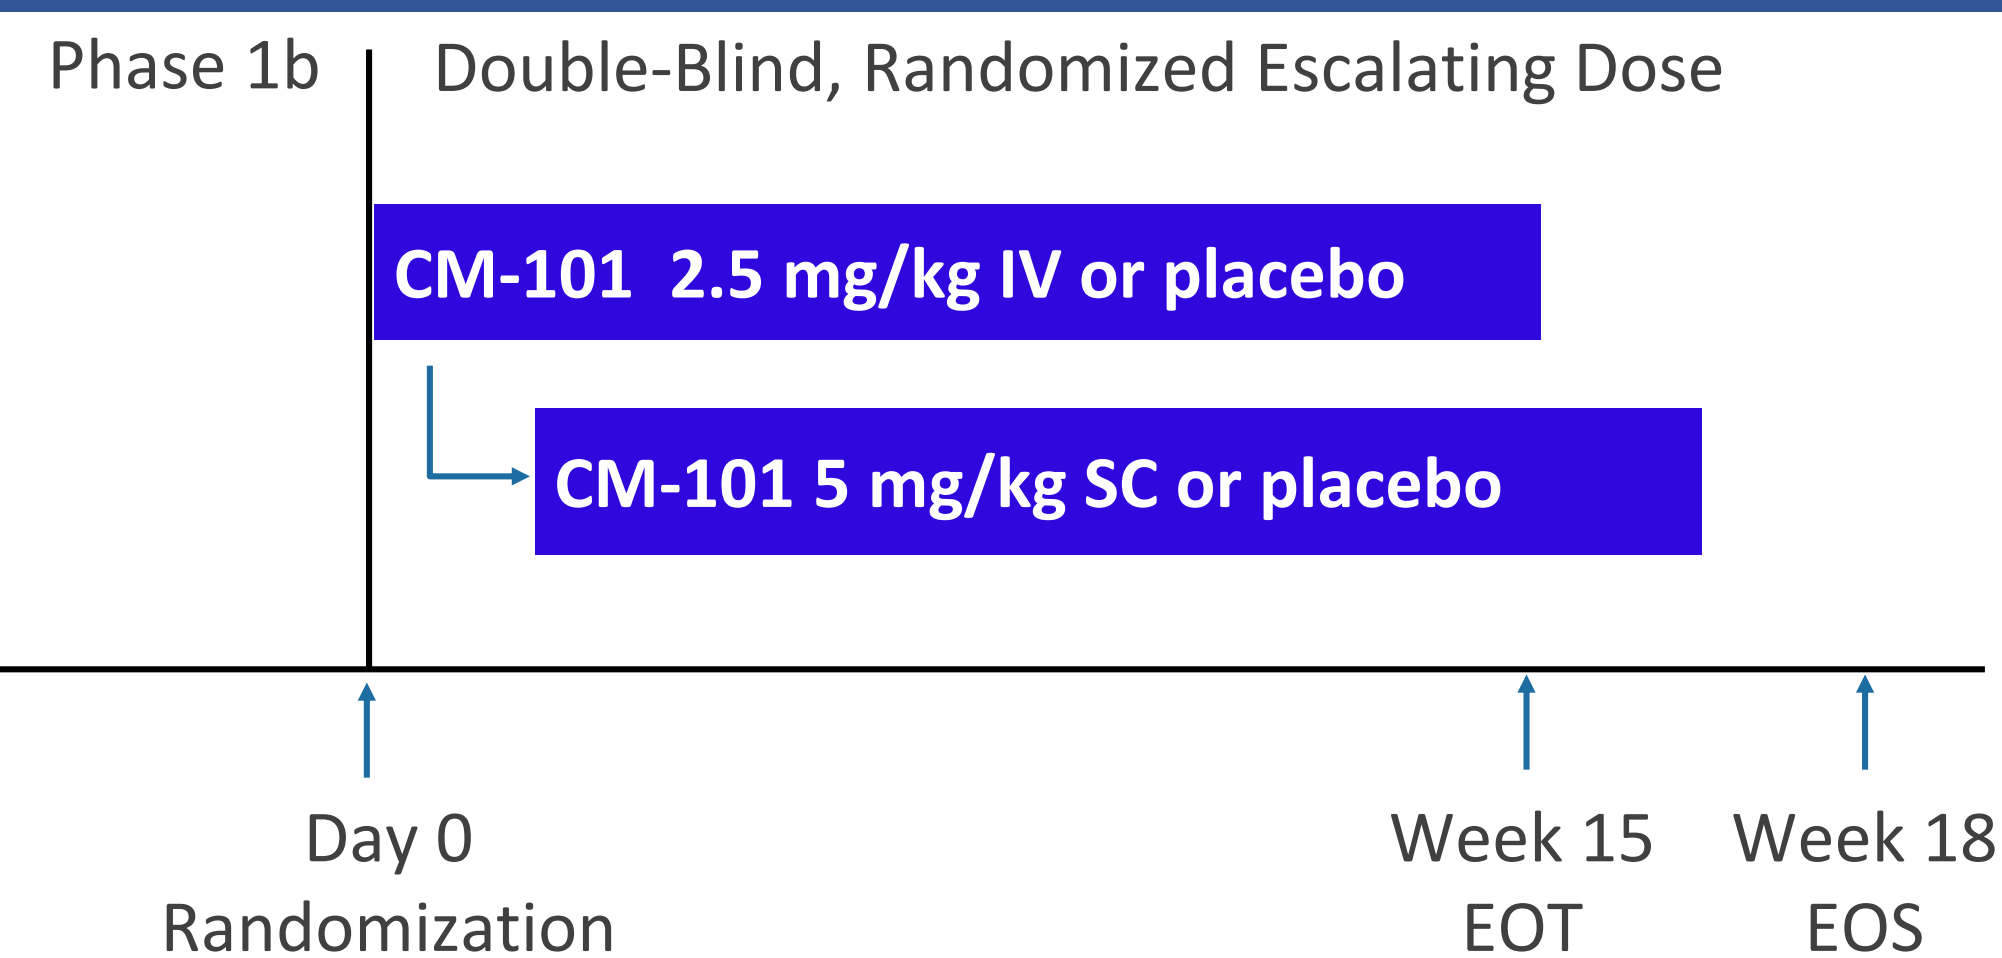 Phase 1b
Double-Blind, Randomized Escalating Dose
CM-101  2.5 mg/kg IV or placebo
CM-101 5 mg/kg SC or placebo
Day 0
Randomization
Week 15
EOT
Week 18
EOS